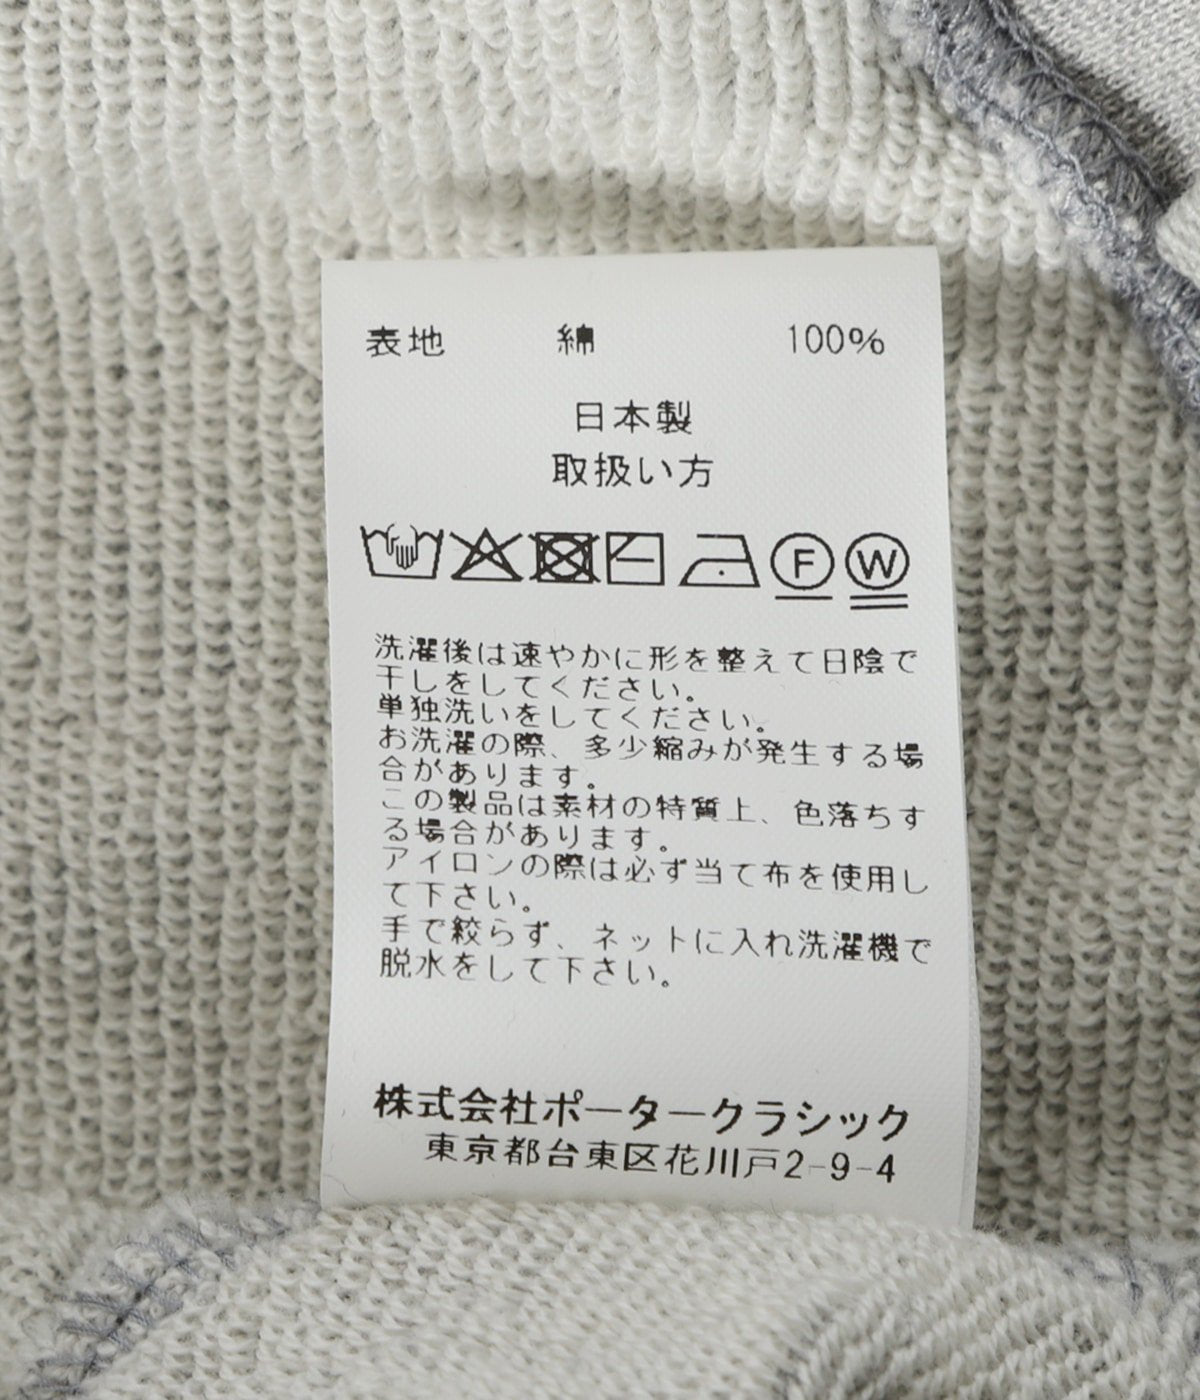 表地 綿 100%
日本製
取扱い方
F W
洗濯後は速やかに形を整えて日陰で
干しをしてください。
単独洗いをしてください。
お洗濯の際、多少縮みが発生する場
合があります。
この製品は素材の特質上、色落ちす
る場合があります。
アイロンの際は必ず当て布を使用し
て下さい。
手で絞らず、ネットに入れ洗濯機で
脱水をして下さい。
株式会社ポータークラシック
東京都台東区花川戸2-9-4